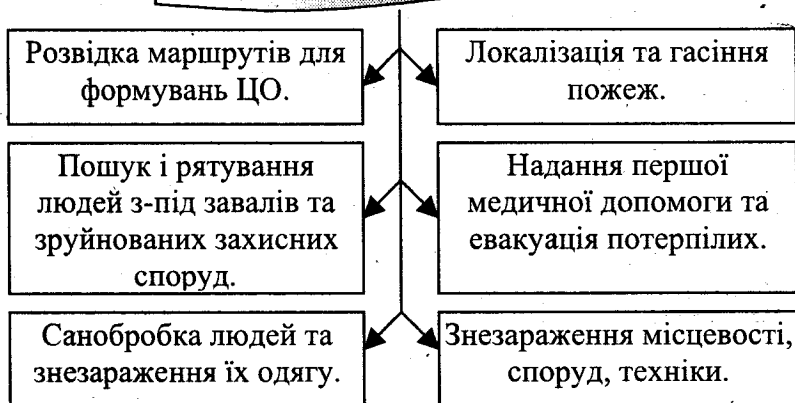 Розвідка маршрутів для
формувань ЦО.
Локалізація та гасіння
пожеж.
Пошук і рятування
людей з-під завалів та
зруйнованих захисних
споруд.
Надання першої
медичної допомоги та
евакуація потерпілих.
Санобробка людей та
знезараження їх одягу.
Знезараження місцевості,
споруд, техніки.